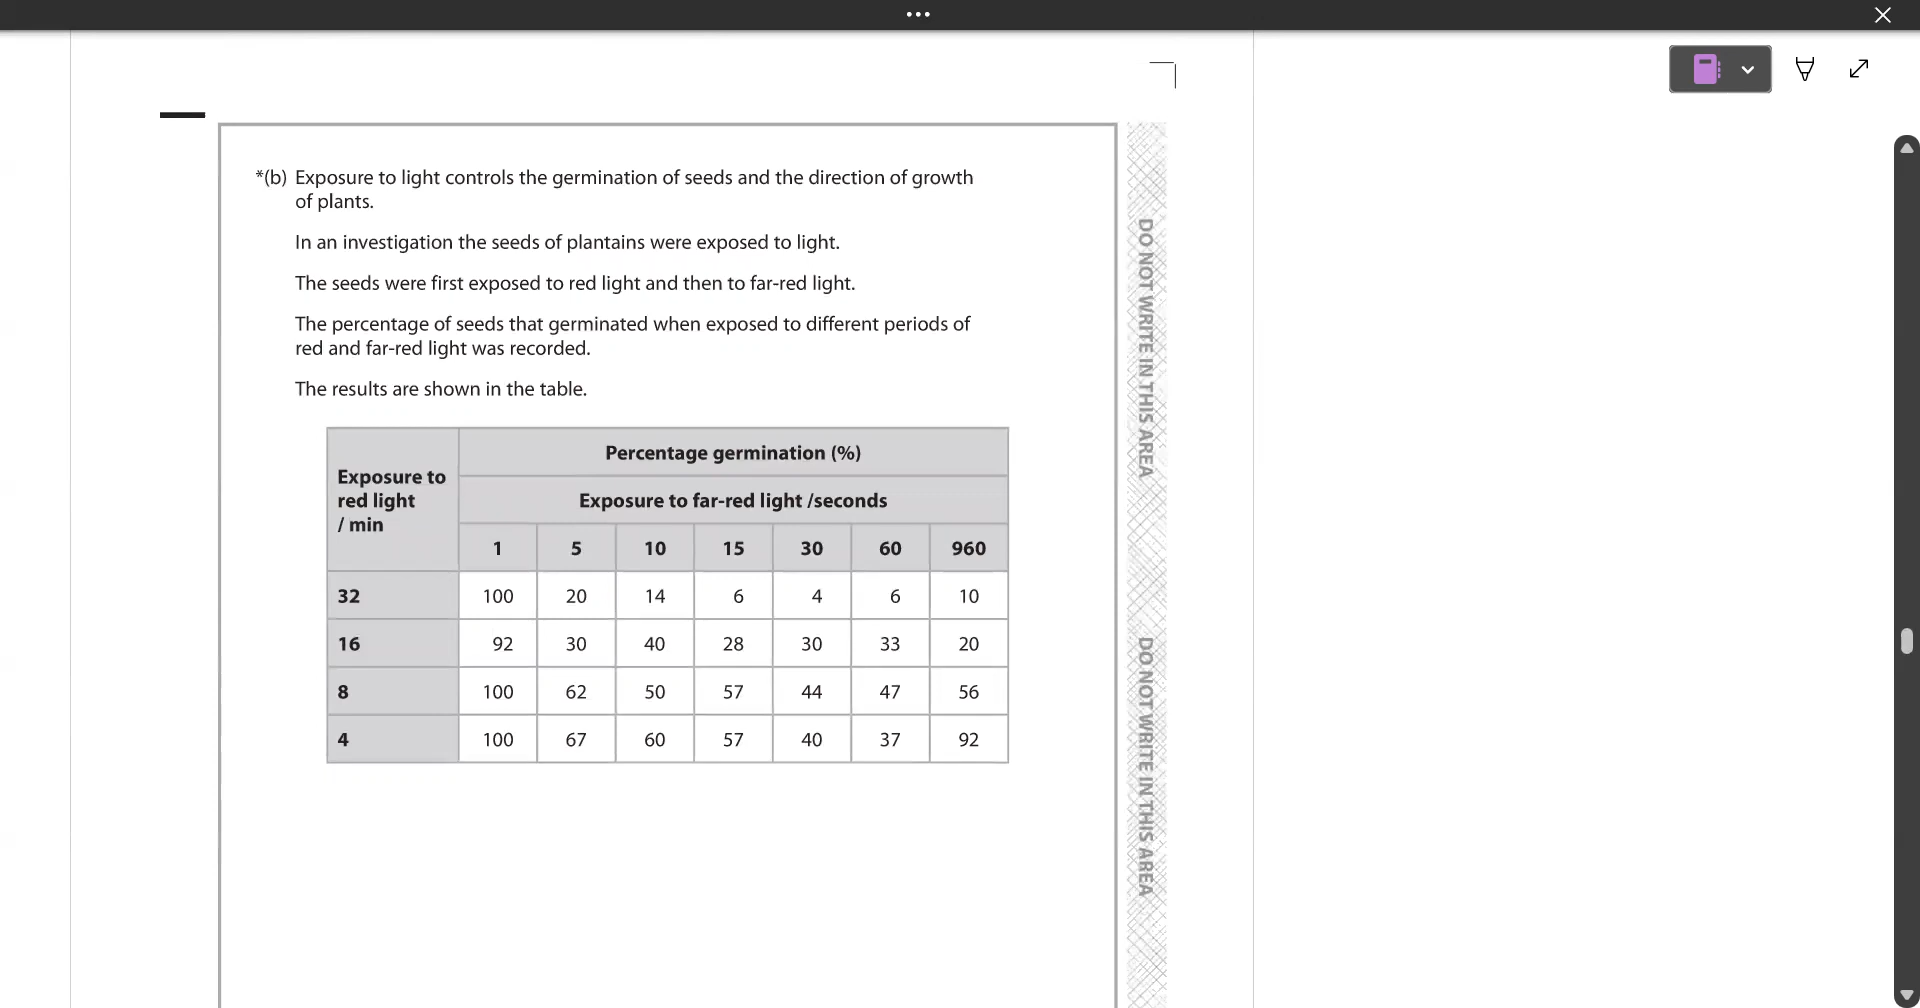 *(b) Exposure to light controls the germination of seeds and the direction of growth
of plants.
In an investigation the seeds of plantains were exposed to light.
The seeds were first exposed to red light and then to far-red light.
The percentage of seeds that germinated when exposed to different periods of
red and far-red light was recorded.
The results are shown in the table.
Exposure to
red light
/ min
Percentage germination (%)
Exposure to far-red light /seconds
1 5 10 15 30 60 960
32 100 20 14 6 4 6 10
16 92 30 40 28 30 33 20
8 100 62 50 57 44 47 56
4 100 67 60 57 40 37 92
DO NOT WRITE IN THIS AREA
DO NOT WRITE IN THIS AREA